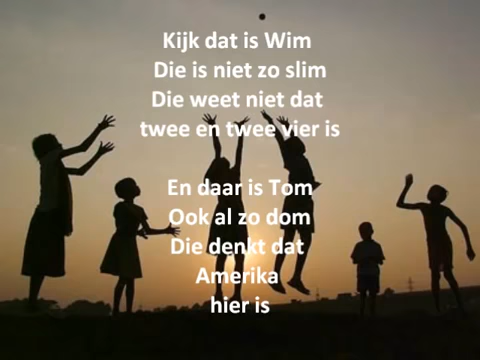 Kijk dat is Wim
Die is niet zo slim
Die weet niet dat
twee en twee vier is
En daar is Tom
Ook al zo dom
Die denkt dat
Amerika
hier is